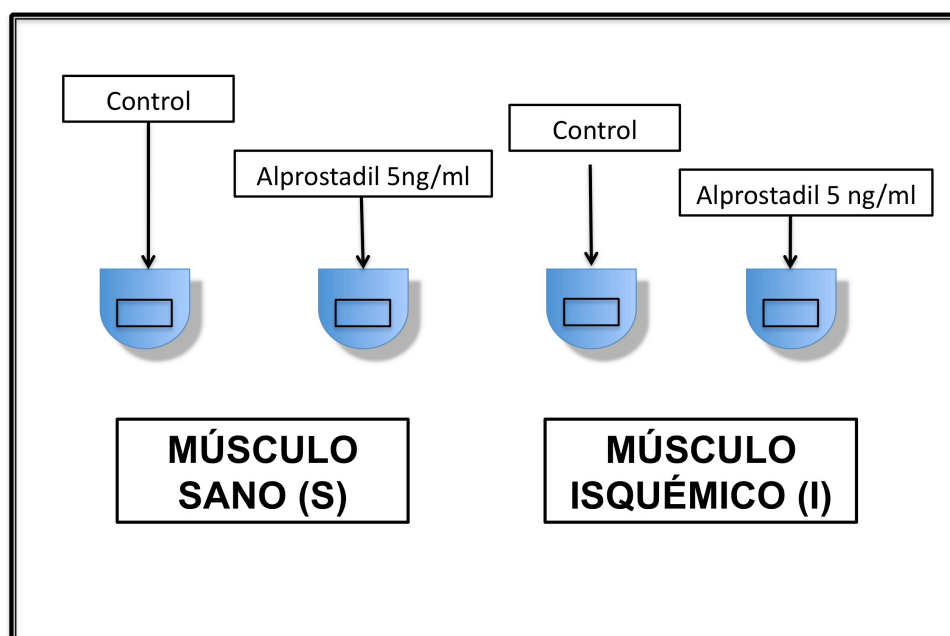 Control
Alprostadil 5ng/ml
Control
Alprostadil 5 ng/ml
MÚSCULO
SANO (S)
MÚSCULO
ISQUÉMICO (I)